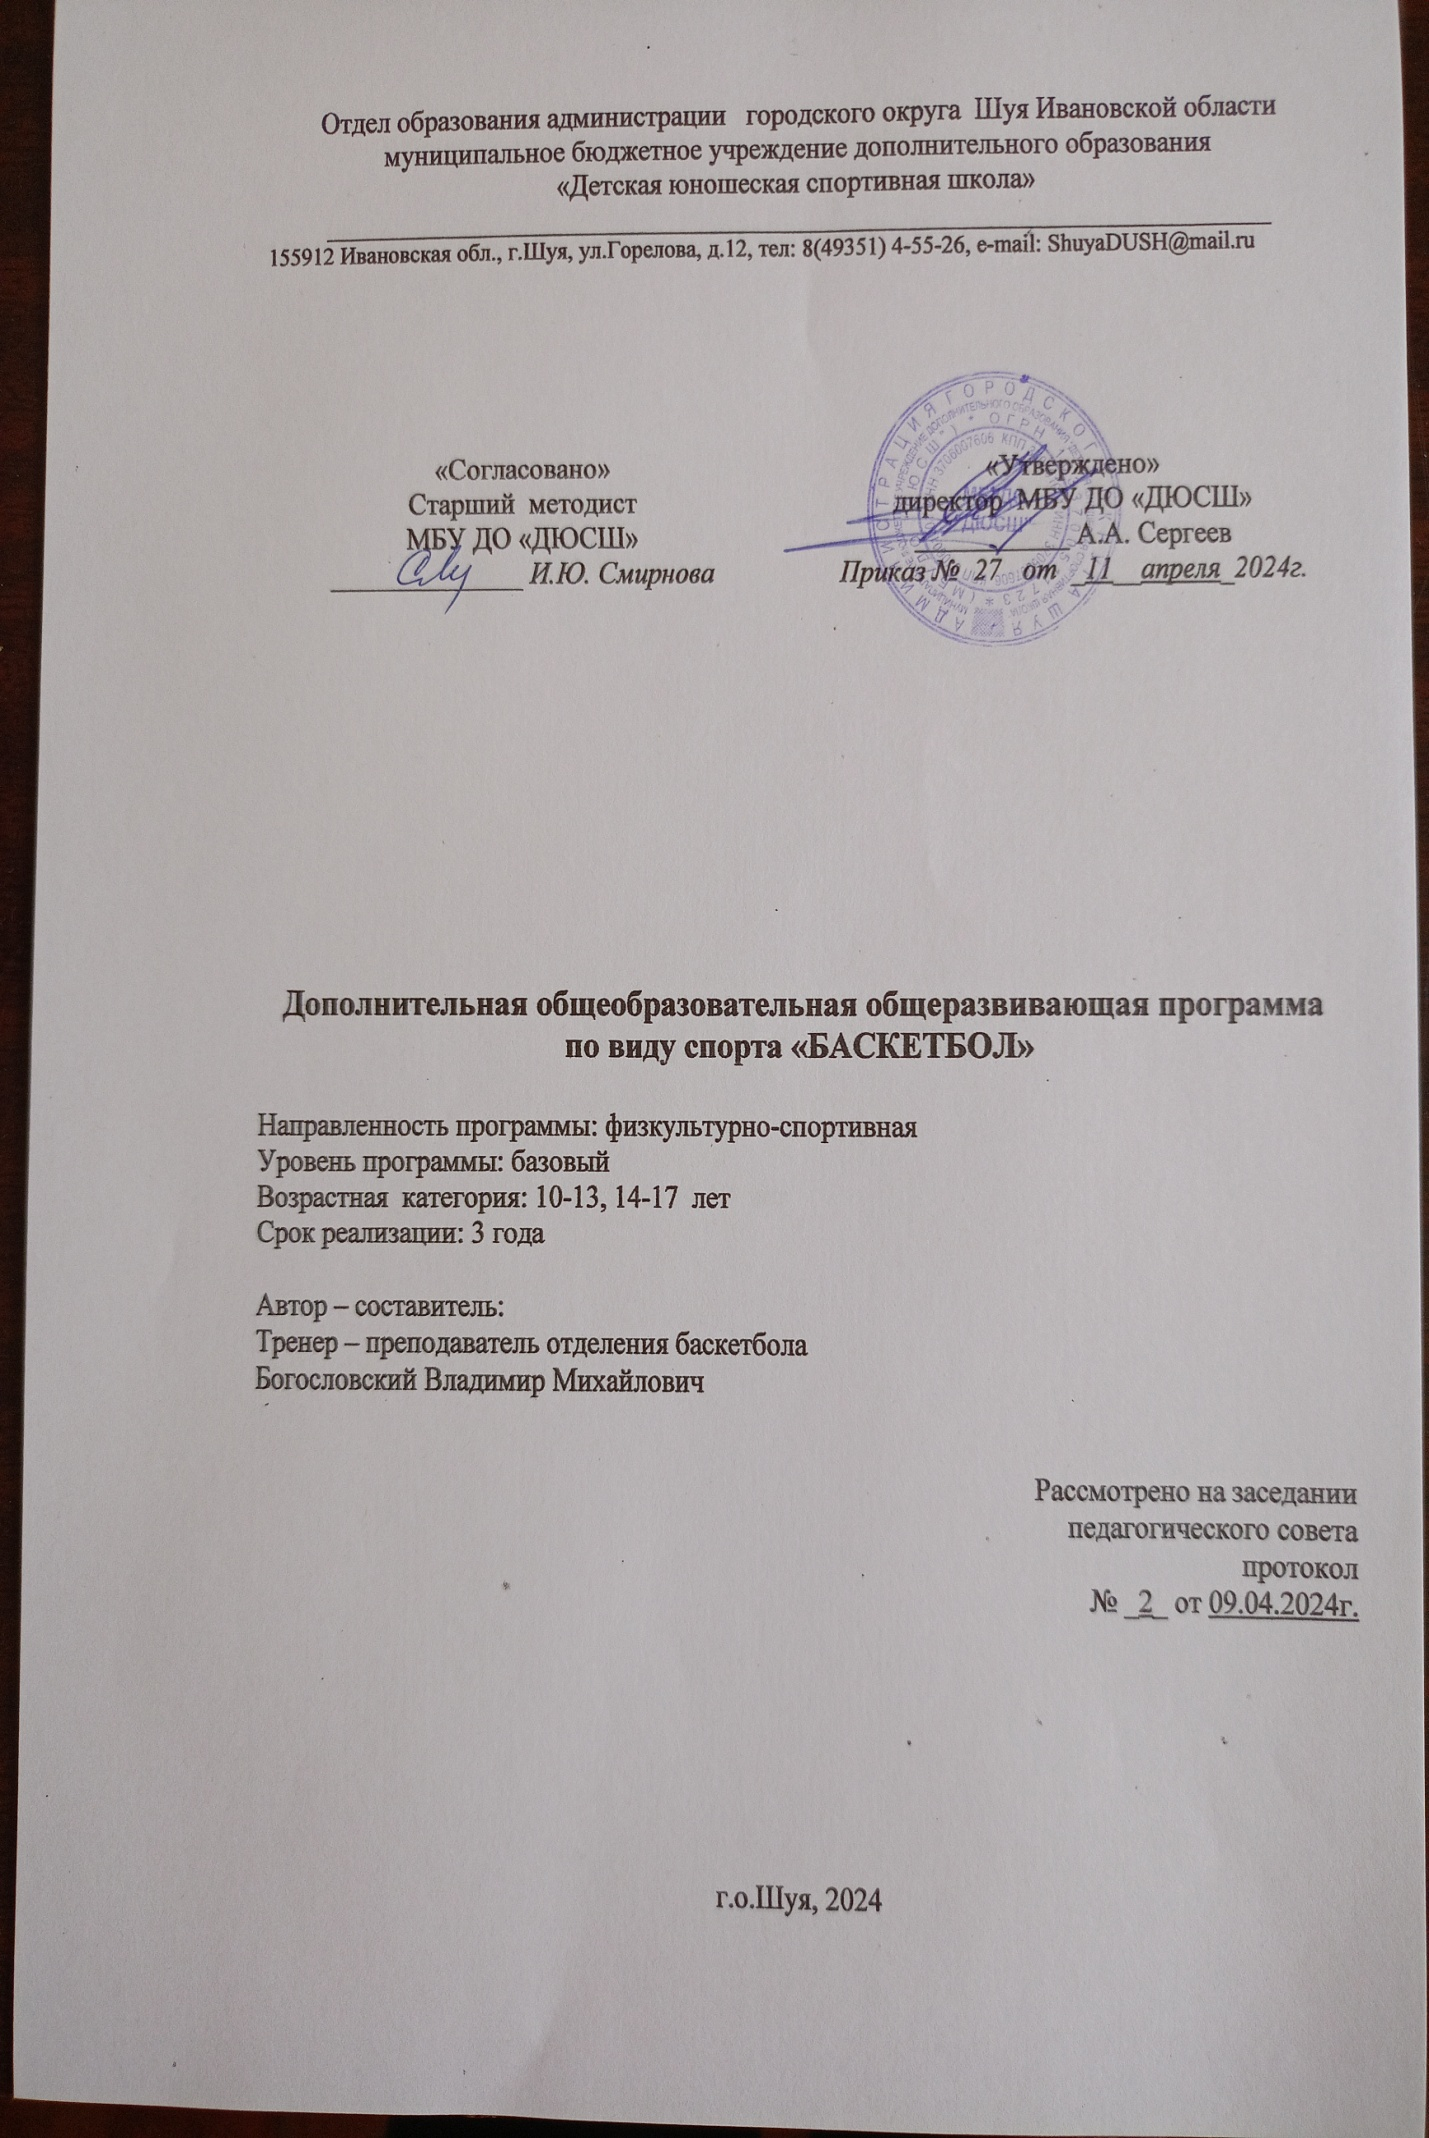 Отдел образования администрации городского округа Шуя Ивановской области
муниципальное бюджетное учреждение дополнительного образования
«Детская юношеская спортивная школа»
155912 Ивановская обл., г.Шуя, ул.Горелова, д.12, тел: 8(49351) 4-55-26, e-mail: ShuyaDUSH@mail.ru
«Согласовано»
Старший методист
МБУ ДО «ДЮСШ»
И.Ю. Смирнова
«Утверждено»
директор МБУ ДО «ДЮСШ»
А.А. Сергеев
Приказ № 27 от _11__апреля_2024г.
Дополнительная общеобразовательная общеразвивающая программа
по виду спорта «БАСКЕТБОЛ»
Направленность программы: физкультурно-спортивная
Уровень программы: базовый
Возрастная категория: 10-13, 14-17 лет
Срок реализации: 3 года
Автор – составитель:
Тренер – преподаватель отделения баскетбола
Богословский Владимир Михайлович
Рассмотрено на заседании
педагогического совета
протокол
№ _2_ от 09.04.2024г.
г.о.Шуя, 2024